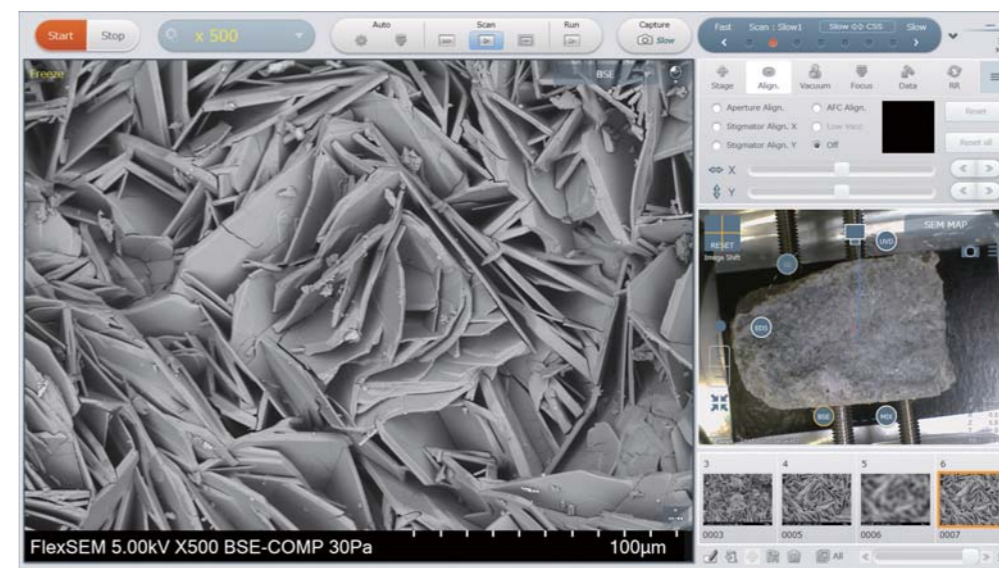 Start Stop x 500 Auto Scan Run Capture Slow
Fast Scan : Slow1 Slow CSS Slow
Freeze BSE
Stage Align. Vacuum Focus Data RR
Aperture Align. AFC Align. Reset
Stigmator Align. X
Stigmator Align. Y Off Reset all
X
Y
RESET SEM MAP
Image Shift UVD
EDS
BSE MIX
3 4 5 6
0003 0005 0006 0007
All
FlexSEM 5.00kV X500 BSE-COMP 30Pa 100µm